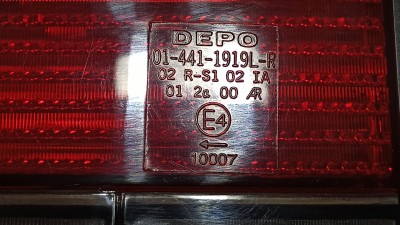 DEPO
01-441-1919L-R
02 R-S1 02 IA
01 2a 00 AR
E4
←
10007